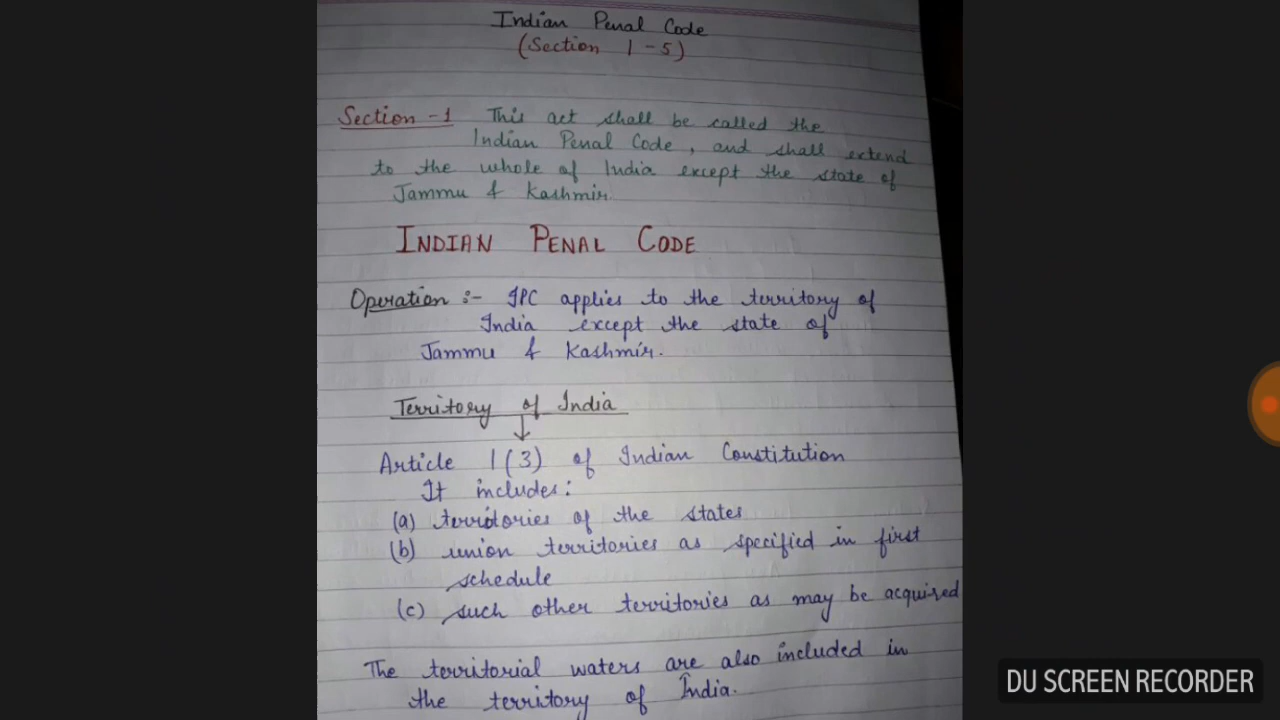 Indian Penal Code
(Section 1-5)
Section -1 This act shall be called the
Indian Penal Code, and shall extend
to the whole of India except the state of
Jammu & Kashmir.
INDIAN PENAL CODE
Operation :- IPC applies to the territory of
India except the state of
Jammu & Kashmir.
Territory of India
↓
Article 1(3) of Indian Constitution
It includes:
(a) territories of the states
(b) union territories as specified in first
schedule
(c) such other territories as may be acquired
The territorial waters are also included in
the territory of India.
DU SCREEN RECORDER